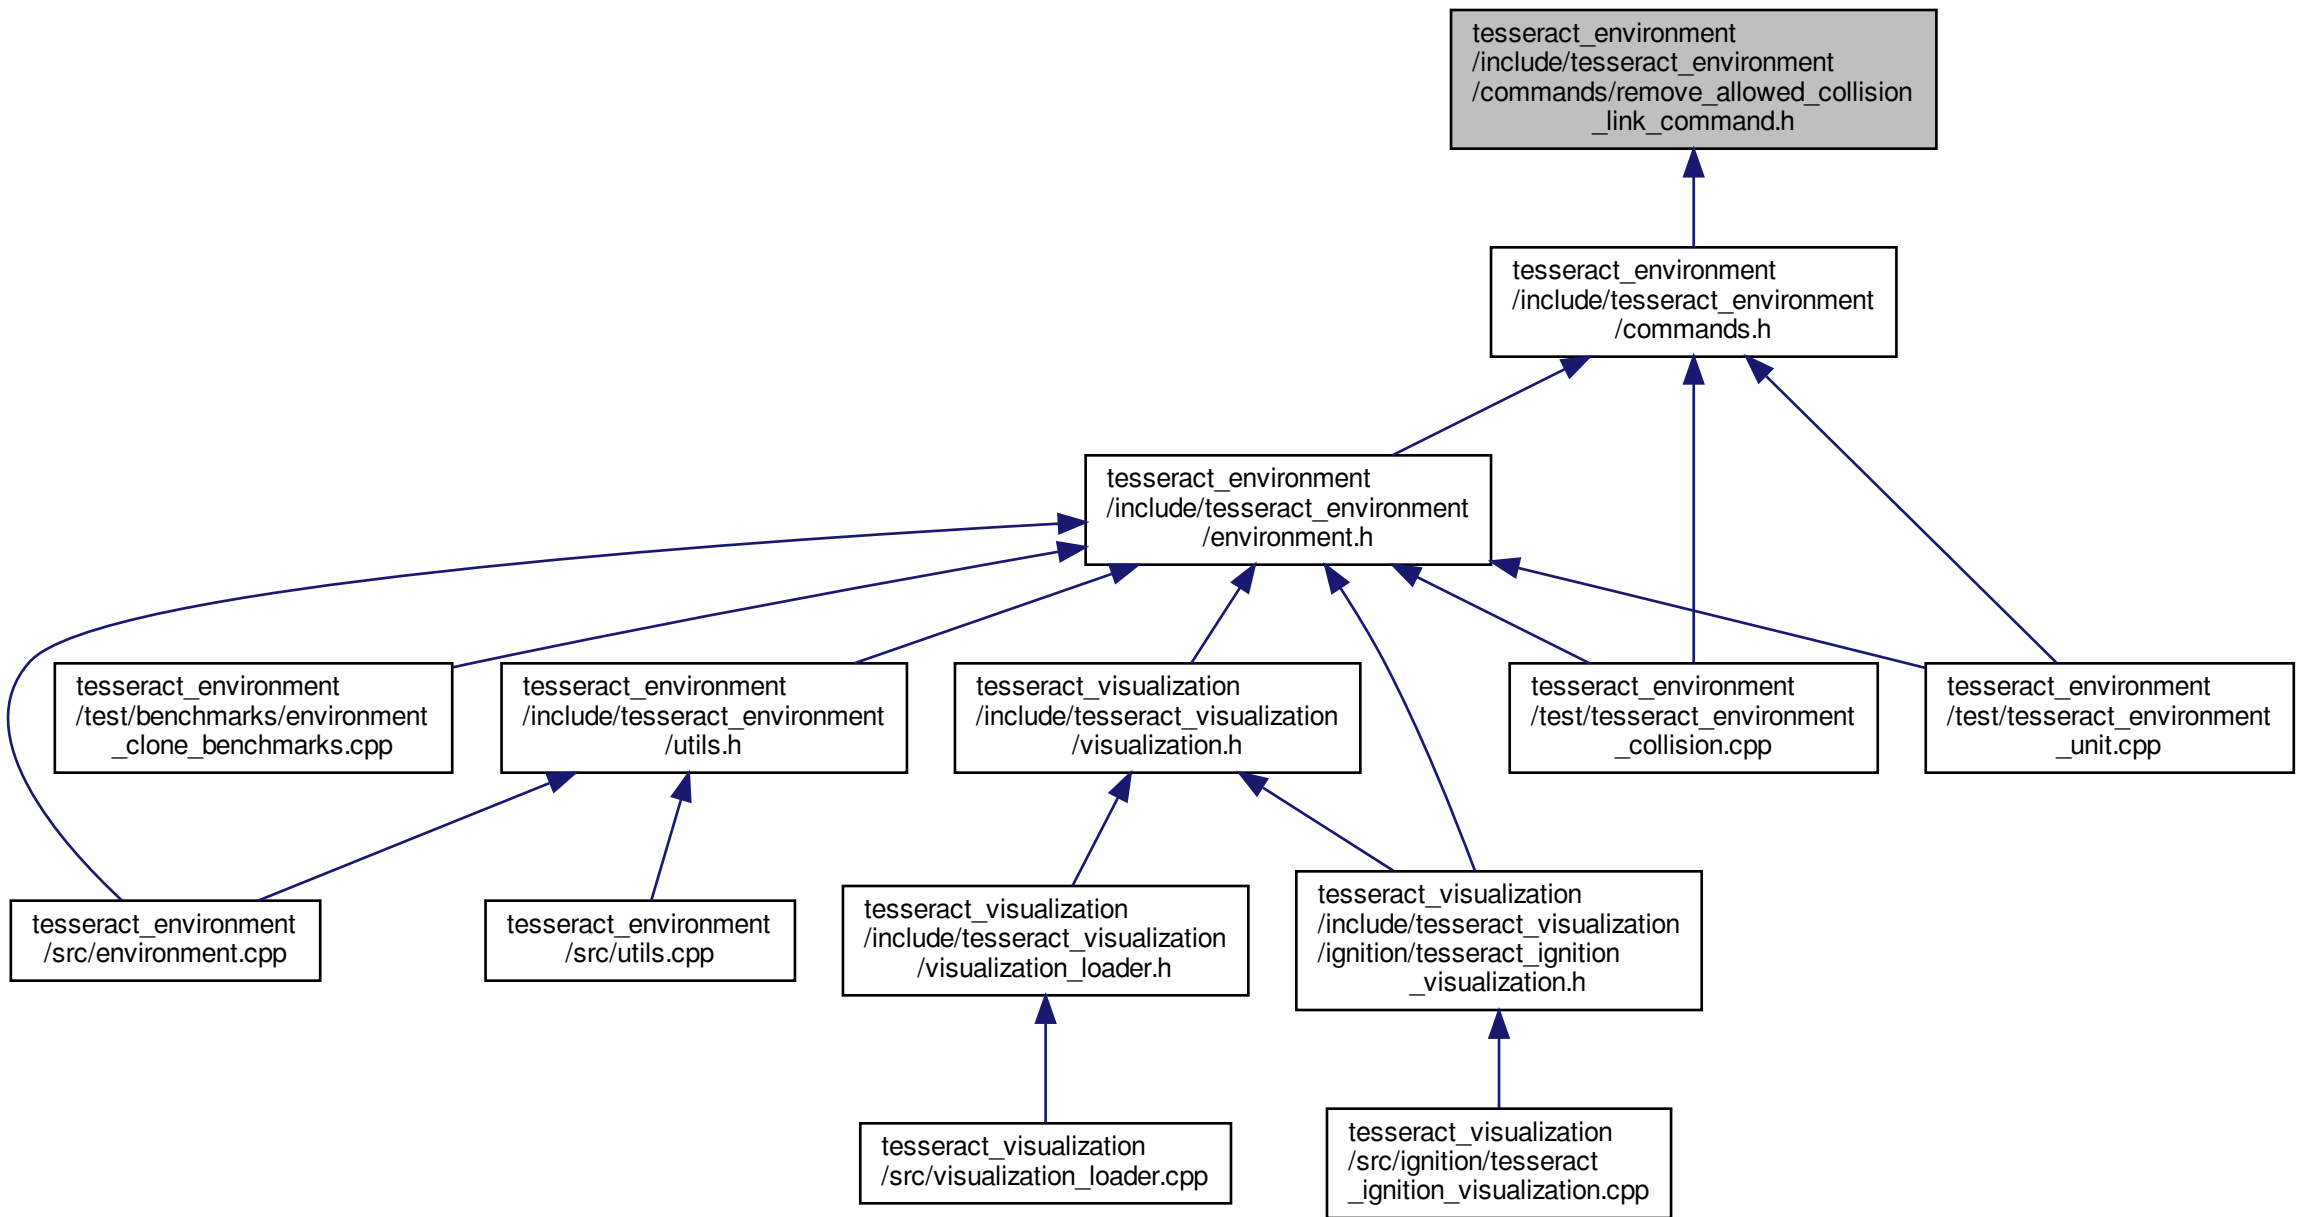 tesseract_environment
/include/tesseract_environment
/commands/remove_allowed_collision
_link_command.h
tesseract_environment
/include/tesseract_environment
/commands.h
tesseract_environment
/include/tesseract_environment
/environment.h
tesseract_environment
/test/benchmarks/environment
_clone_benchmarks.cpp
tesseract_environment
/include/tesseract_environment
/utils.h
tesseract_visualization
/include/tesseract_visualization
/visualization.h
tesseract_environment
/test/tesseract_environment
_collision.cpp
tesseract_environment
/test/tesseract_environment
_unit.cpp
tesseract_environment
/src/environment.cpp
tesseract_environment
/src/utils.cpp
tesseract_visualization
/include/tesseract_visualization
/visualization_loader.h
tesseract_visualization
/include/tesseract_visualization
/ignition/tesseract_ignition
_visualization.h
tesseract_visualization
/src/visualization_loader.cpp
tesseract_visualization
/src/ignition/tesseract
_ignition_visualization.cpp